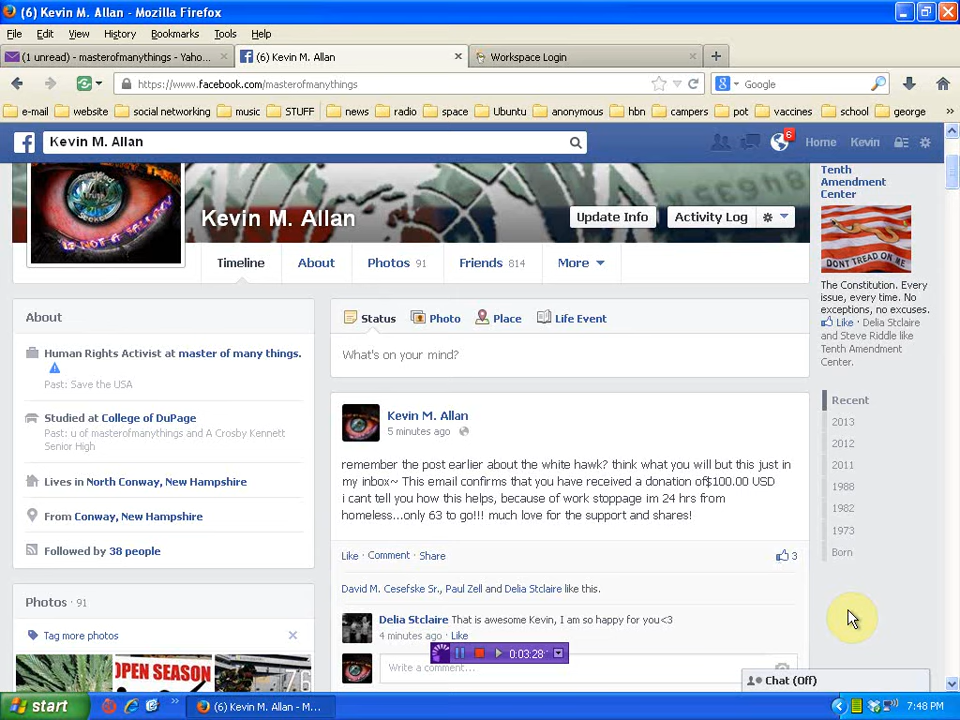 (6) Kevin M. Allan - Mozilla Firefox
File Edit View History Bookmarks Tools Help
(1 unread) - masterofmanythings - Yaho... (6) Kevin M. Allan Workspace Login
https://www.facebook.com/masterofmanythings Google
e-mail website social networking music STUFF news radio space Ubuntu anonymous hbn campers pot vaccines school george
Kevin M. Allan 6 Home Kevin
Kevin M. Allan
Update Info Activity Log
Timeline About Photos 91 Friends 814 More
Tenth
Amendment
Center
DONT TREAD ON ME
The Constitution. Every
issue, every time. No
exceptions, no excuses.
Like · Delia Stclaire
and Steve Riddle like
Tenth Amendment
Center.
Recent
2013
2012
2011
1988
1982
1973
Born
About
Human Rights Activist at master of many things.
Past: Save the USA
Studied at College of DuPage
Past: u of masterofmanythings and A Crosby Kennett
Senior High
Lives in North Conway, New Hampshire
From Conway, New Hampshire
Followed by 38 people
Photos · 91
Tag more photos
OPEN SEASON
76
Status Photo Place Life Event
What's on your mind?
Kevin M. Allan
5 minutes ago
remember the post earlier about the white hawk? think what you will but this just in
my inbox~ This email confirms that you have received a donation of$100.00 USD
i cant tell you how this helps, because of work stoppage im 24 hrs from
homeless...only 63 to go!!! much love for the support and shares!
Like · Comment · Share 3
David M. Cesefske Sr., Paul Zell and Delia Stclaire like this.
Delia Stclaire That is awesome Kevin, I am so happy for you<3
4 minutes ago · Like
0:03:28
Write a comment...
Chat (Off)
start (6) Kevin M. Allan - M... 7:48 PM